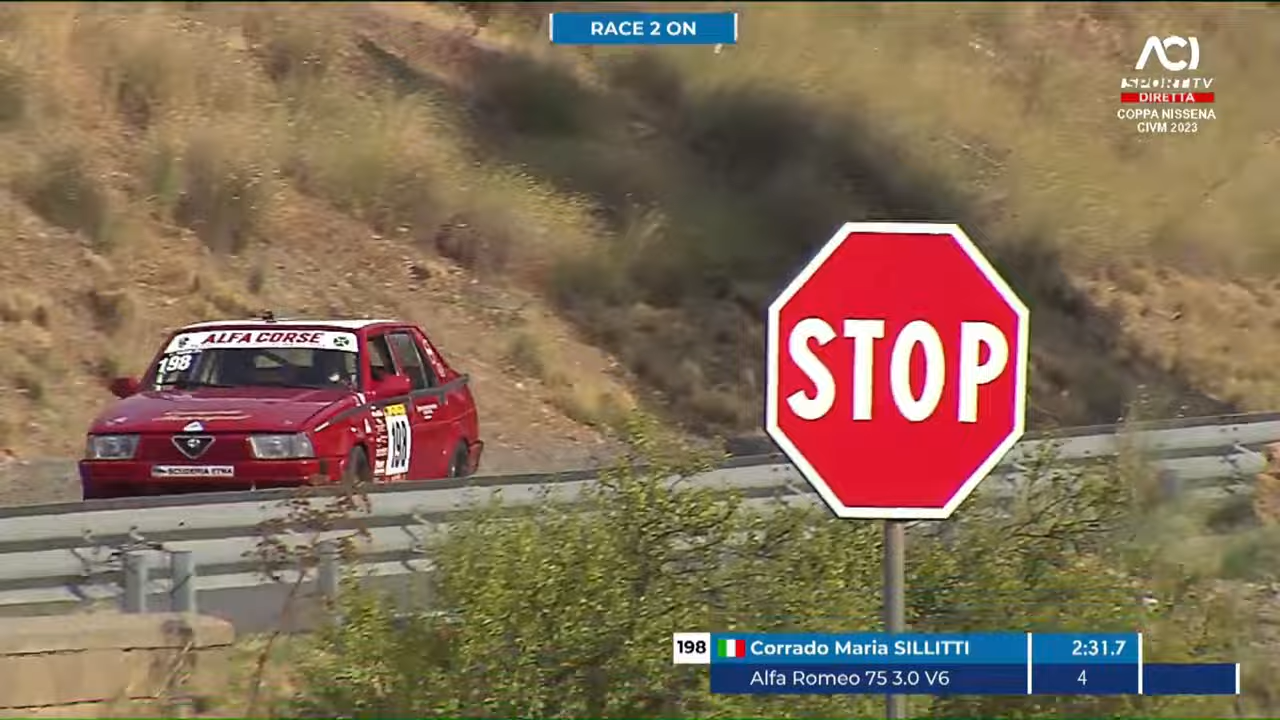 RACE 2 ON
ACI
SPORT TV
DIRETTA
COPPA NISSENA
CIVM 2023
ALFA CORSE
198
198
SCUDERIA ETNA
STOP
198 Corrado Maria SILLITTI 2:31.7
Alfa Romeo 75 3.0 V6 4